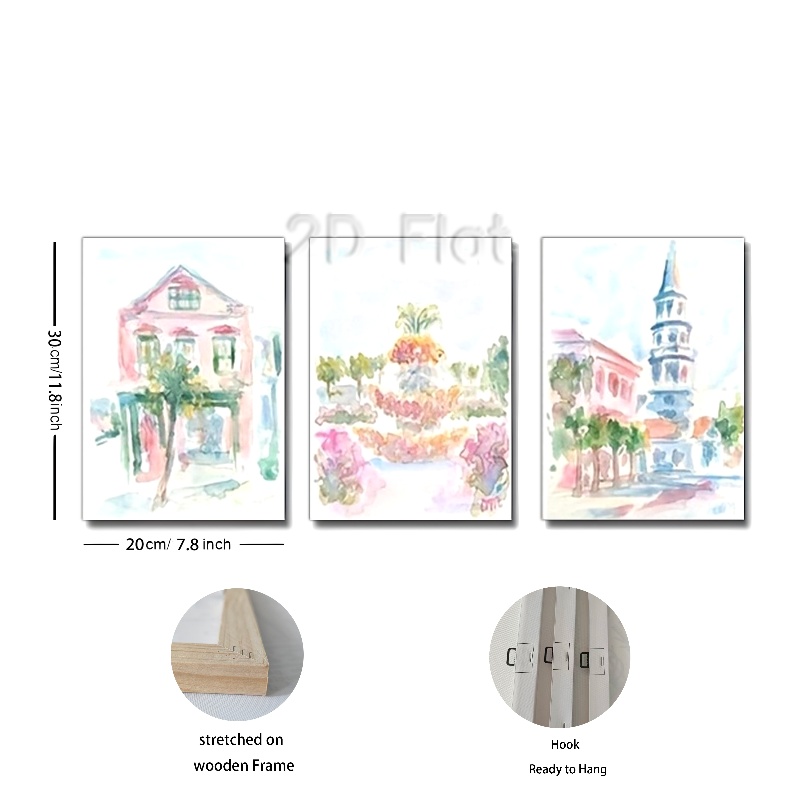 2D Flat
30cm/11.8inch
20cm/ 7.8 inch
stretched on
wooden Frame
Hook
Ready to Hang